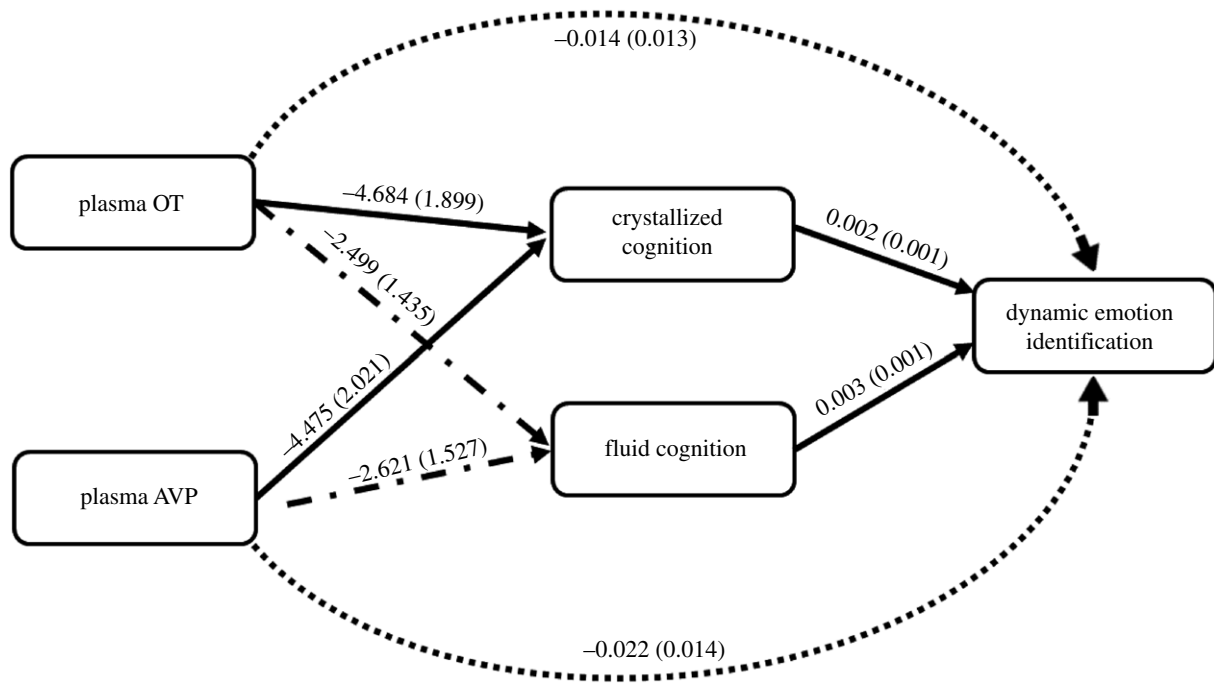 –0.014 (0.013)
plasma OT
–4.684 (1.899)
crystallized
cognition
0.002 (0.001)
–2.499 (1.435)
dynamic emotion
identification
–4.475 (2.021)
0.003 (0.001)
fluid cognition
–2.621 (1.527)
plasma AVP
–0.022 (0.014)